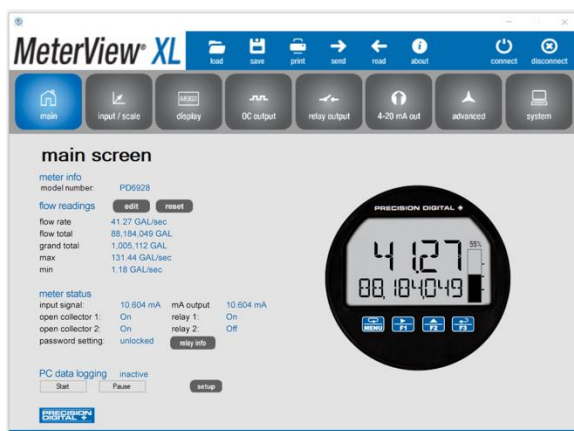 MeterView® XL
load
save
print
send
read
about
connect
disconnect
main
input / scale
display
OC output
relay output
4-20 mA out
advanced
system
main screen
meter info
model number: PD6928
flow readings edit reset
flow rate 41.27 GAL/sec
flow total 88,184,049 GAL
grand total 1,005,112 GAL
max 131.44 GAL/sec
min 1.18 GAL/sec
meter status
input signal: 10.604 mA mA output 10.604 mA
open collector 1: On relay 1: On
open collector 2: On relay 2: Off
password setting: unlocked relay info
PC data logging inactive
Start Pause setup
PRECISION
DIGITAL
PRECISION DIGITAL
41.27
55%
88,184,049
MENU F1 F2 F3